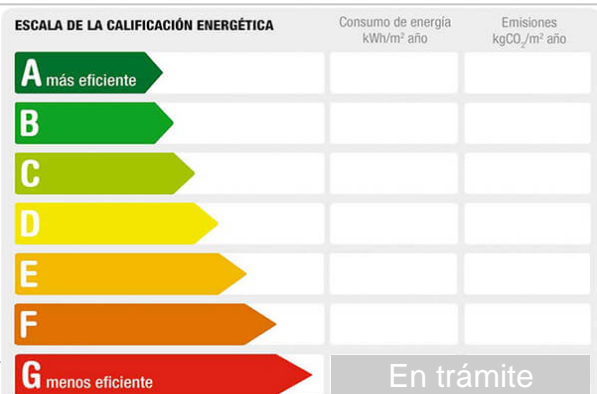 ESCALA DE LA CALIFICACIÓN ENERGÉTICA
Consumo de energía
kWh/m² año
Emisiones
kgCO₂/m² año
A más eficiente
B
C
D
E
F
G menos eficiente
En trámite